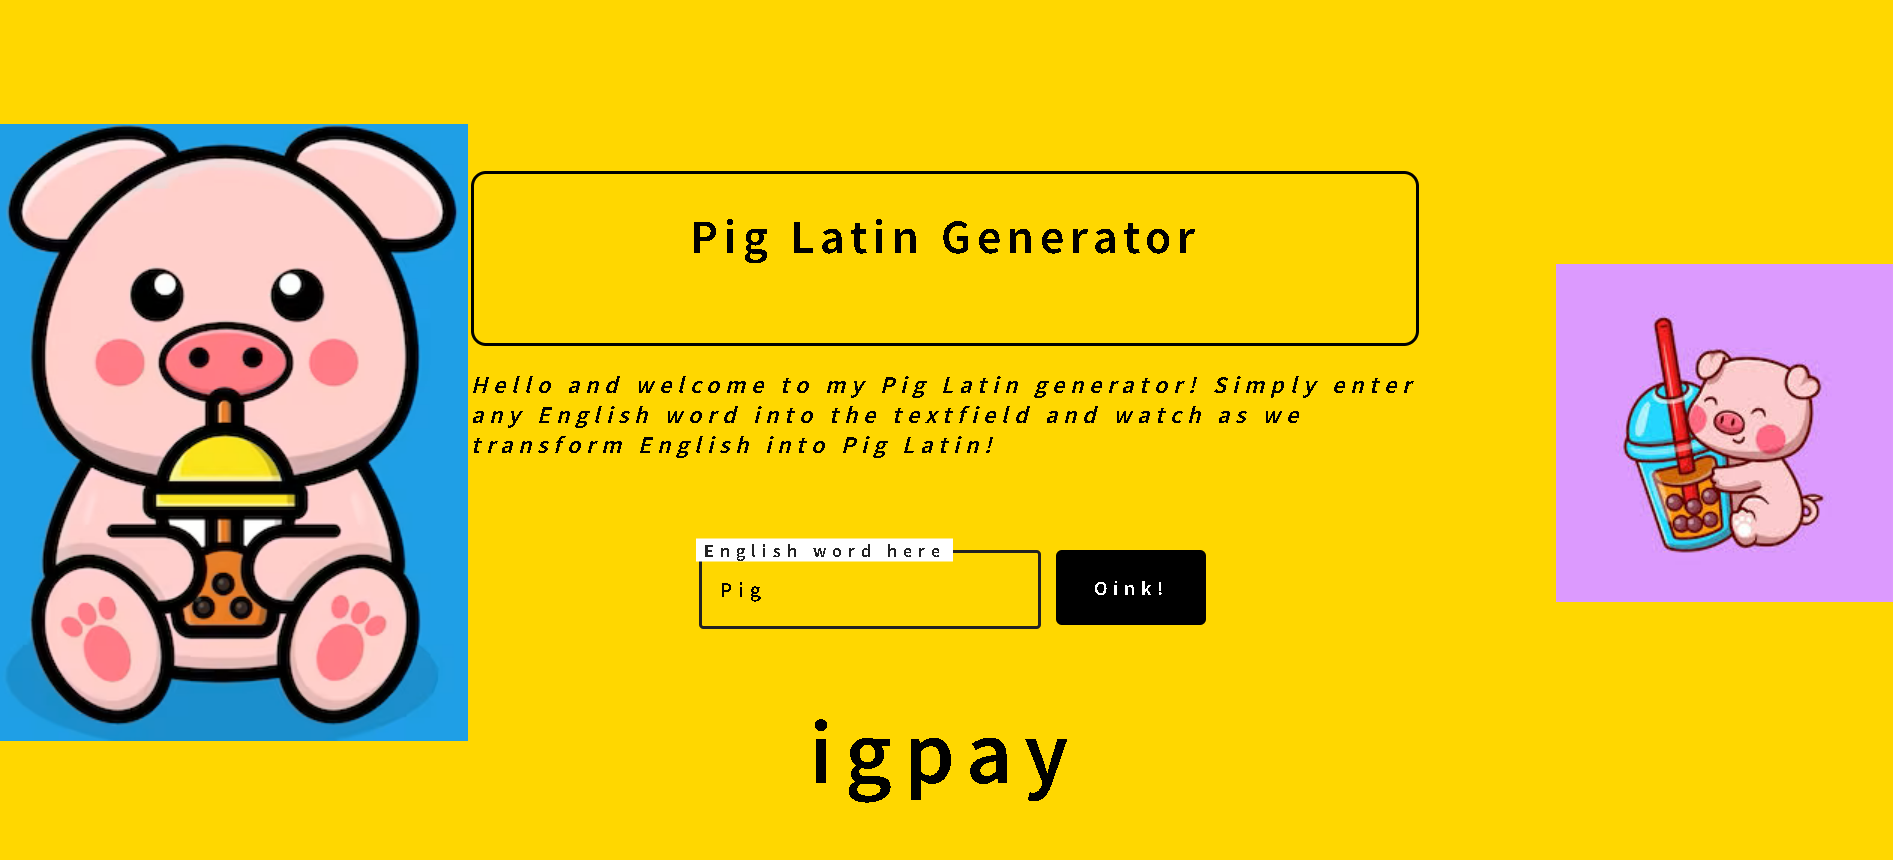 Pig Latin Generator
Hello and welcome to my Pig Latin generator! Simply enter
any English word into the textfield and watch as we
transform English into Pig Latin!
English word here
Pig
Oink!
igpay